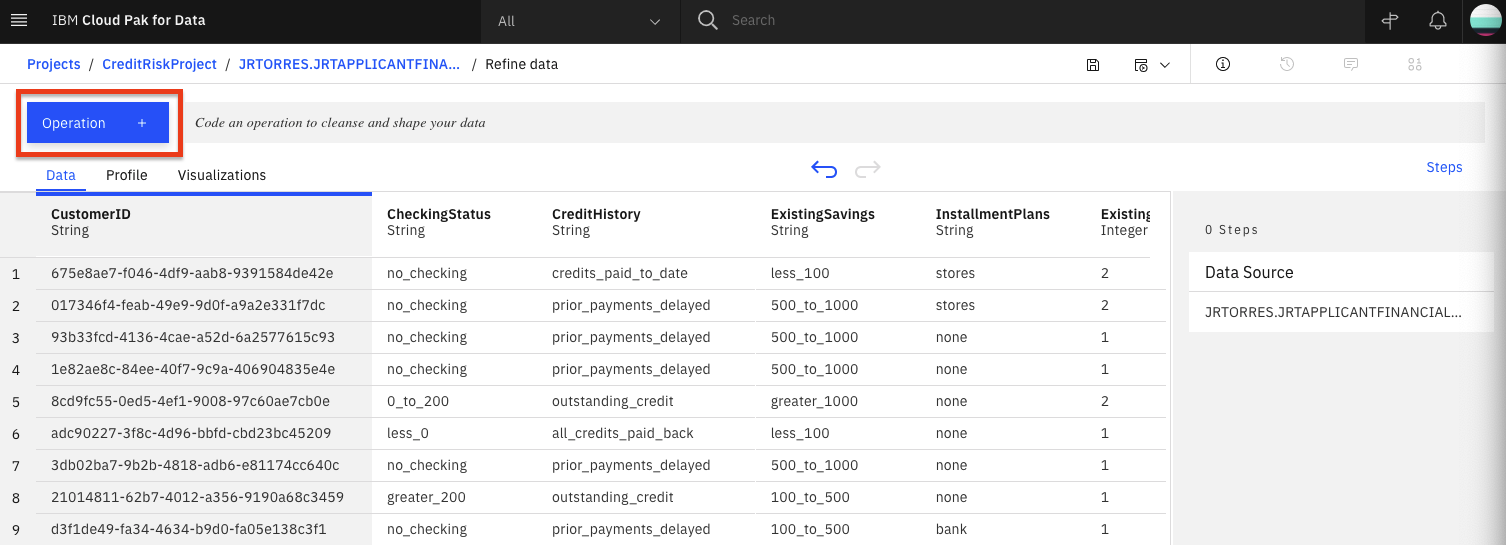 IBM Cloud Pak for Data All Search
Projects / CreditRiskProject / JRTORRES.JRTAPPLICANTFINA... / Refine data
Operation + Code an operation to cleanse and shape your data
Data Profile Visualizations Steps
CustomerID CheckingStatus CreditHistory ExistingSavings InstallmentPlans Existing
String String String String String Integer
0 Steps
Data Source
JRTORRES.JRTAPPLICANTFINANCIAL...
1 675e8ae7-f046-4df9-aab8-9391584de42e no_checking credits_paid_to_date less_100 stores 2
2 017346f4-feab-49e9-9d0f-a9a2e331f7dc no_checking prior_payments_delayed 500_to_1000 stores 2
3 93b33fcd-4136-4cae-a52d-6a2577615c93 no_checking prior_payments_delayed 500_to_1000 none 1
4 1e82ae8c-84ee-40f7-9c9a-406904835e4e no_checking prior_payments_delayed 500_to_1000 none 1
5 8cd9fc55-0ed5-4ef1-9008-97c60ae7cb0e 0_to_200 outstanding_credit greater_1000 none 2
6 adc90227-3f8c-4d96-bbfd-cbd23bc45209 less_0 all_credits_paid_back less_100 none 1
7 3db02ba7-9b2b-4818-adb6-e81174cc640c no_checking prior_payments_delayed 500_to_1000 none 1
8 21014811-62b7-4012-a356-9190a68c3459 greater_200 outstanding_credit 100_to_500 none 1
9 d3f1de49-fa34-4634-b9d0-fa05e138c3f1 no_checking prior_payments_delayed 100_to_500 bank 1